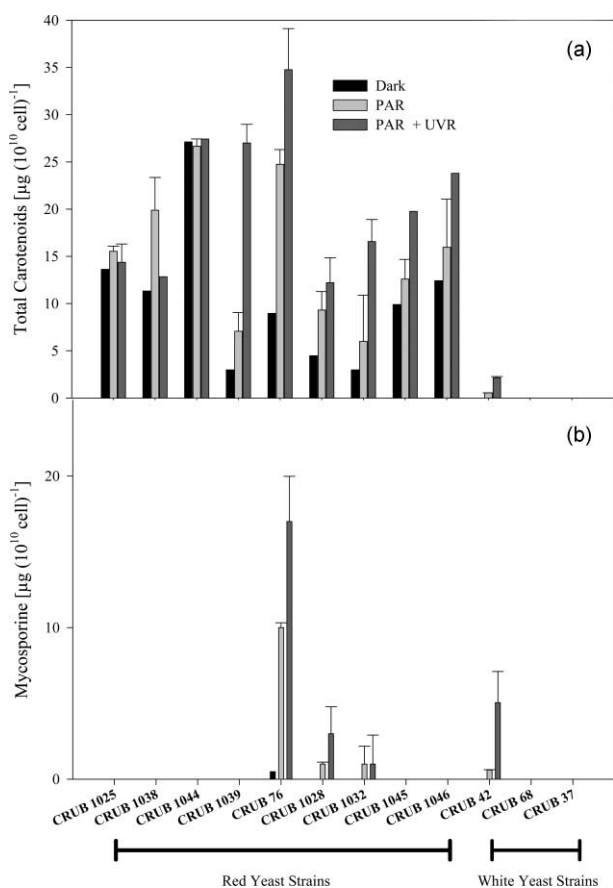 (a)
Total Carotenoids [µg (10¹⁰ cell)⁻¹
40
35
30
25
20
15
10
5
0
Dark
PAR
PAR + UVR
(b)
Mycosporine [µg (10¹⁰ cell)⁻¹
20
10
0
CRUB 1025
CRUB 1038
CRUB 1044
CRUB 1039
CRUB 76
CRUB 1028
CRUB 1032
CRUB 1045
CRUB 1046
CRUB 42
CRUB 68
CRUB 37
Red Yeast Strains
White Yeast Strains